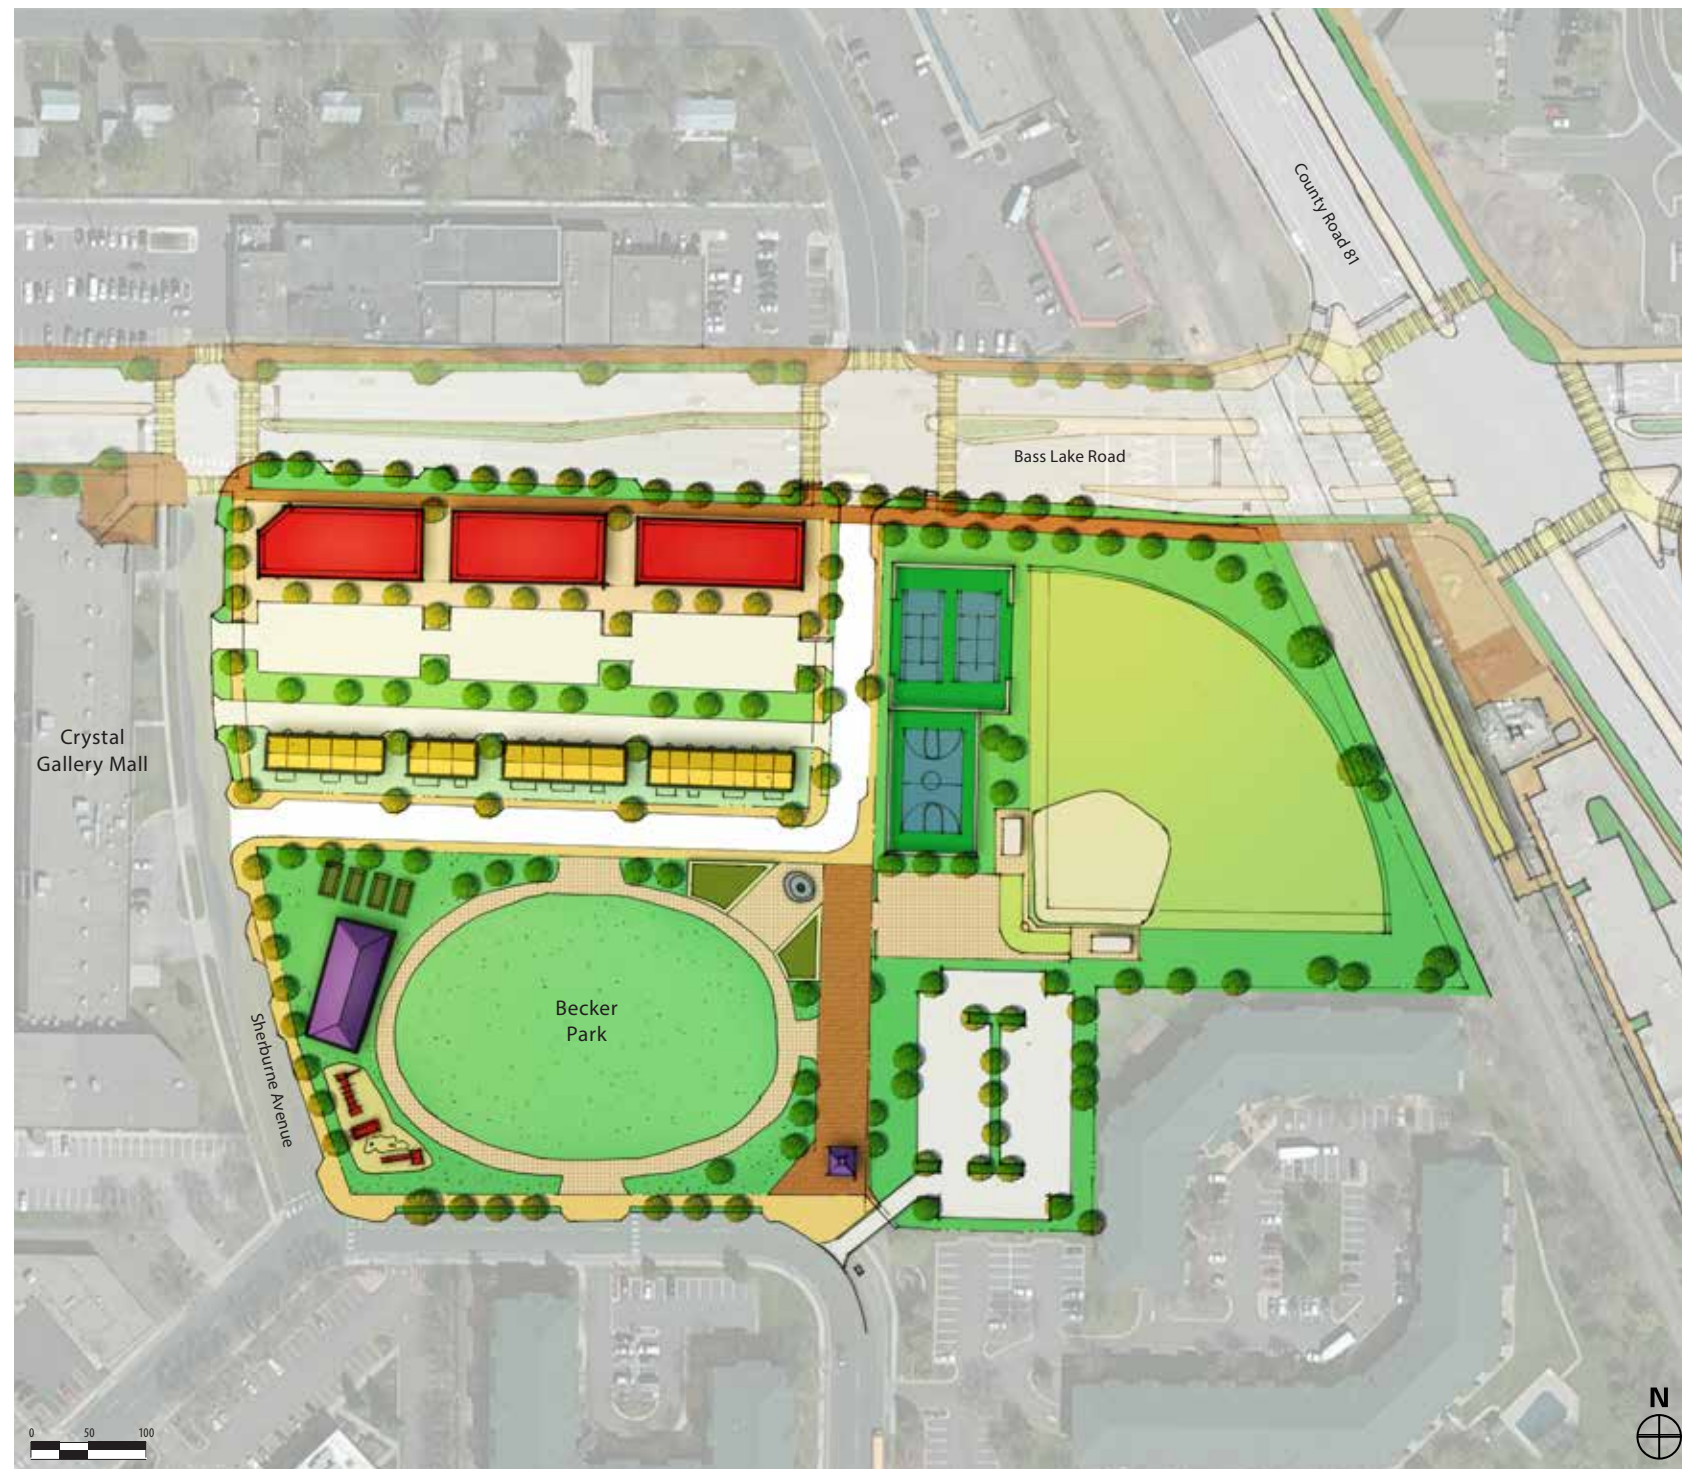 County Road 81
Bass Lake Road
Crystal
Gallery Mall
Becker
Park
Sherburne Avenue
N
0 50 100